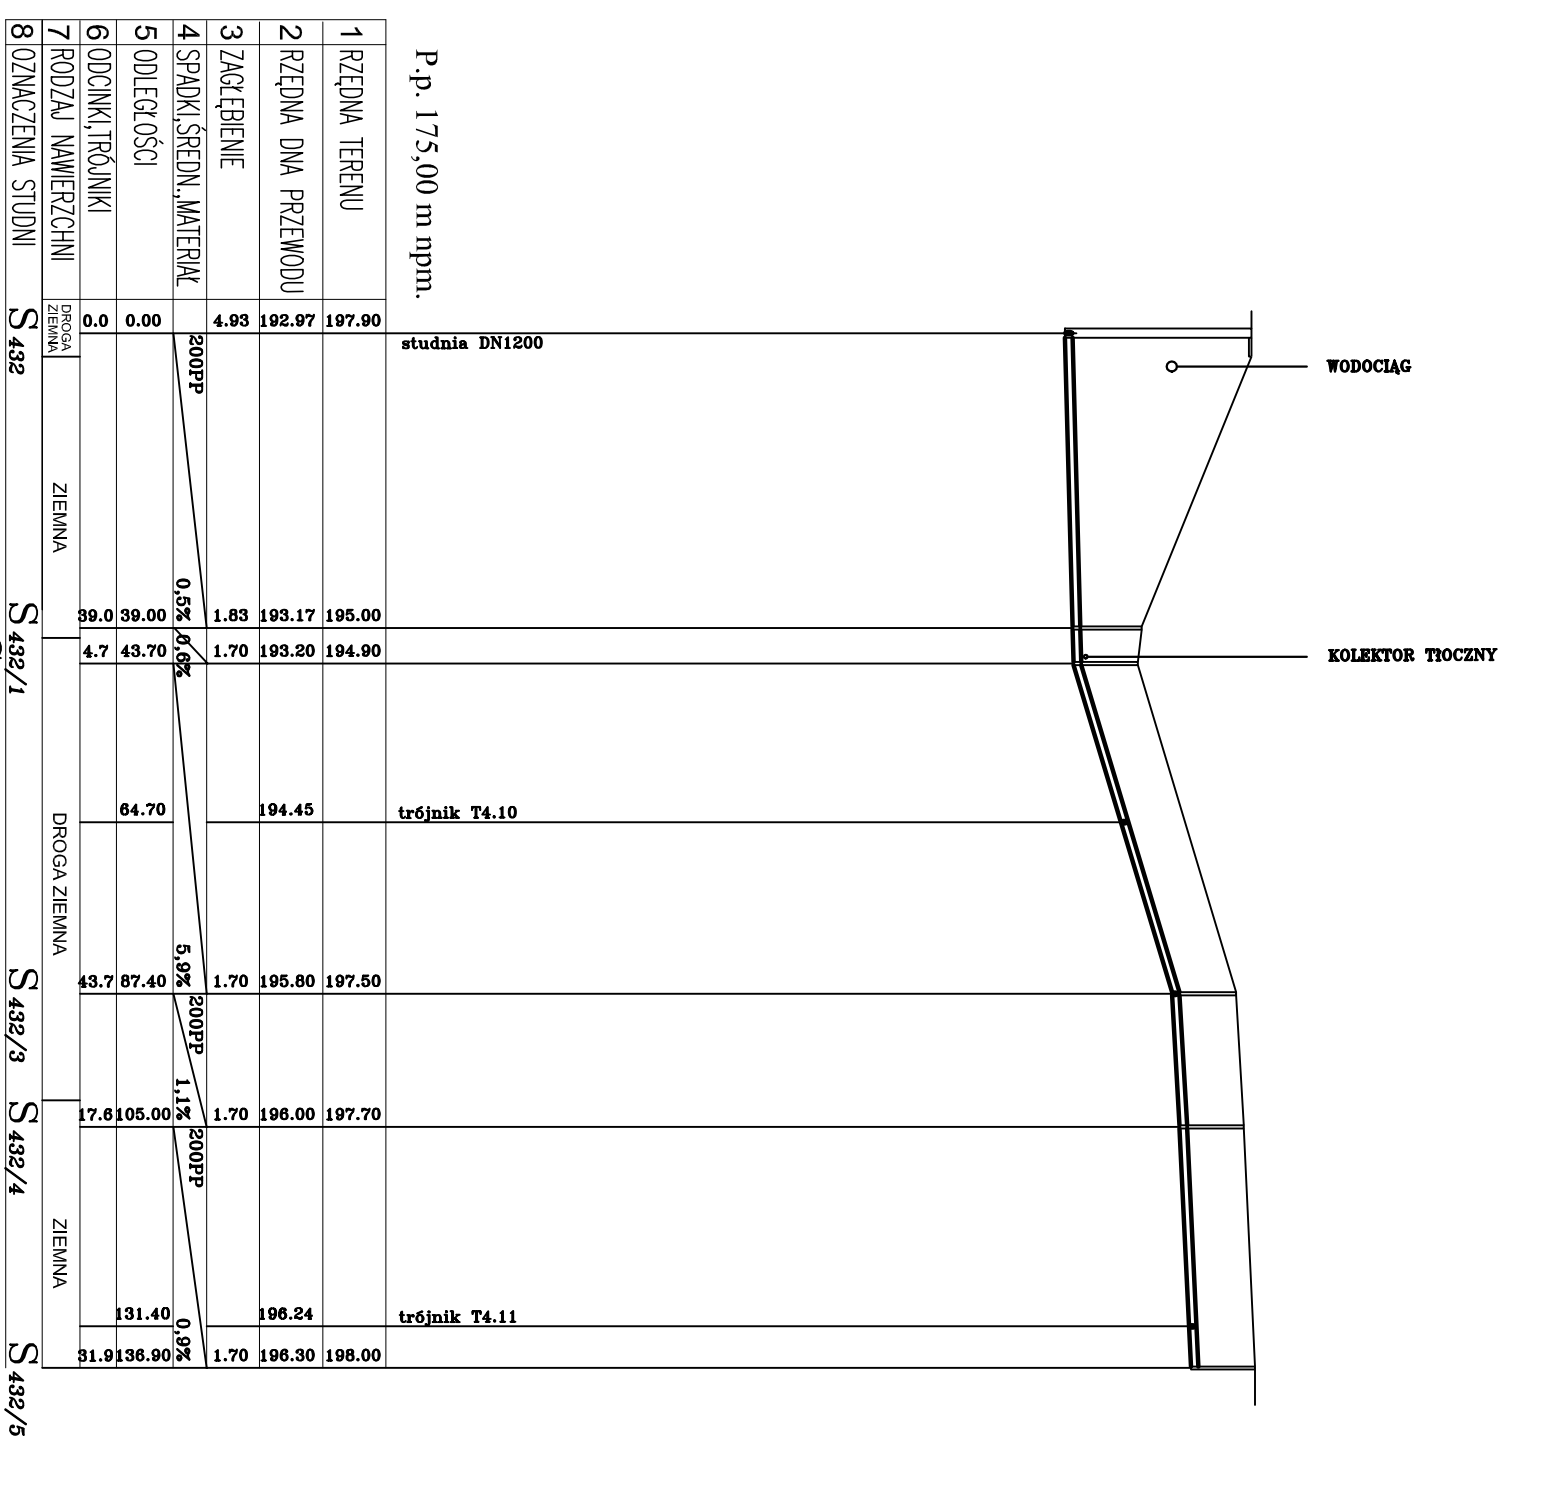 P.p. 175,00 m npm.
WODOCIĄG
KOLEKTOR TŁOCZNY
studnia DN1200
trójnik T4.10
trójnik T4.11
1 RZĘDNA TERENU
197.90 195.00 194.90 197.50 197.70 198.00
2 RZĘDNA DNA PRZEWODU
192.97 193.17 193.20 194.45 195.80 196.00 196.24 196.30
3 ZAGŁĘBIENIE
4.93 1.83 1.70 1.70 1.70 1.70
4 SPADKI,ŚREDN.,MATERIAŁ
200PP 0,5% 0,6% 5,9% 200PP 1,1% 200PP 0,9%
5 ODLEGŁOŚCI
0.00 39.00 43.70 64.70 87.40 105.00 131.40 136.90
6 ODCINKI,TRÓJNIKI
0.0 39.0 4.7 43.7 17.6 31.9
7 RODZAJ NAWIERZCHNI
DROGA
ZIEMNA
ZIEMNA
DROGA ZIEMNA
ZIEMNA
8 OZNACZENIA STUDNI
S 432 S 432/1 S 432/3 S 432/4 S 432/5